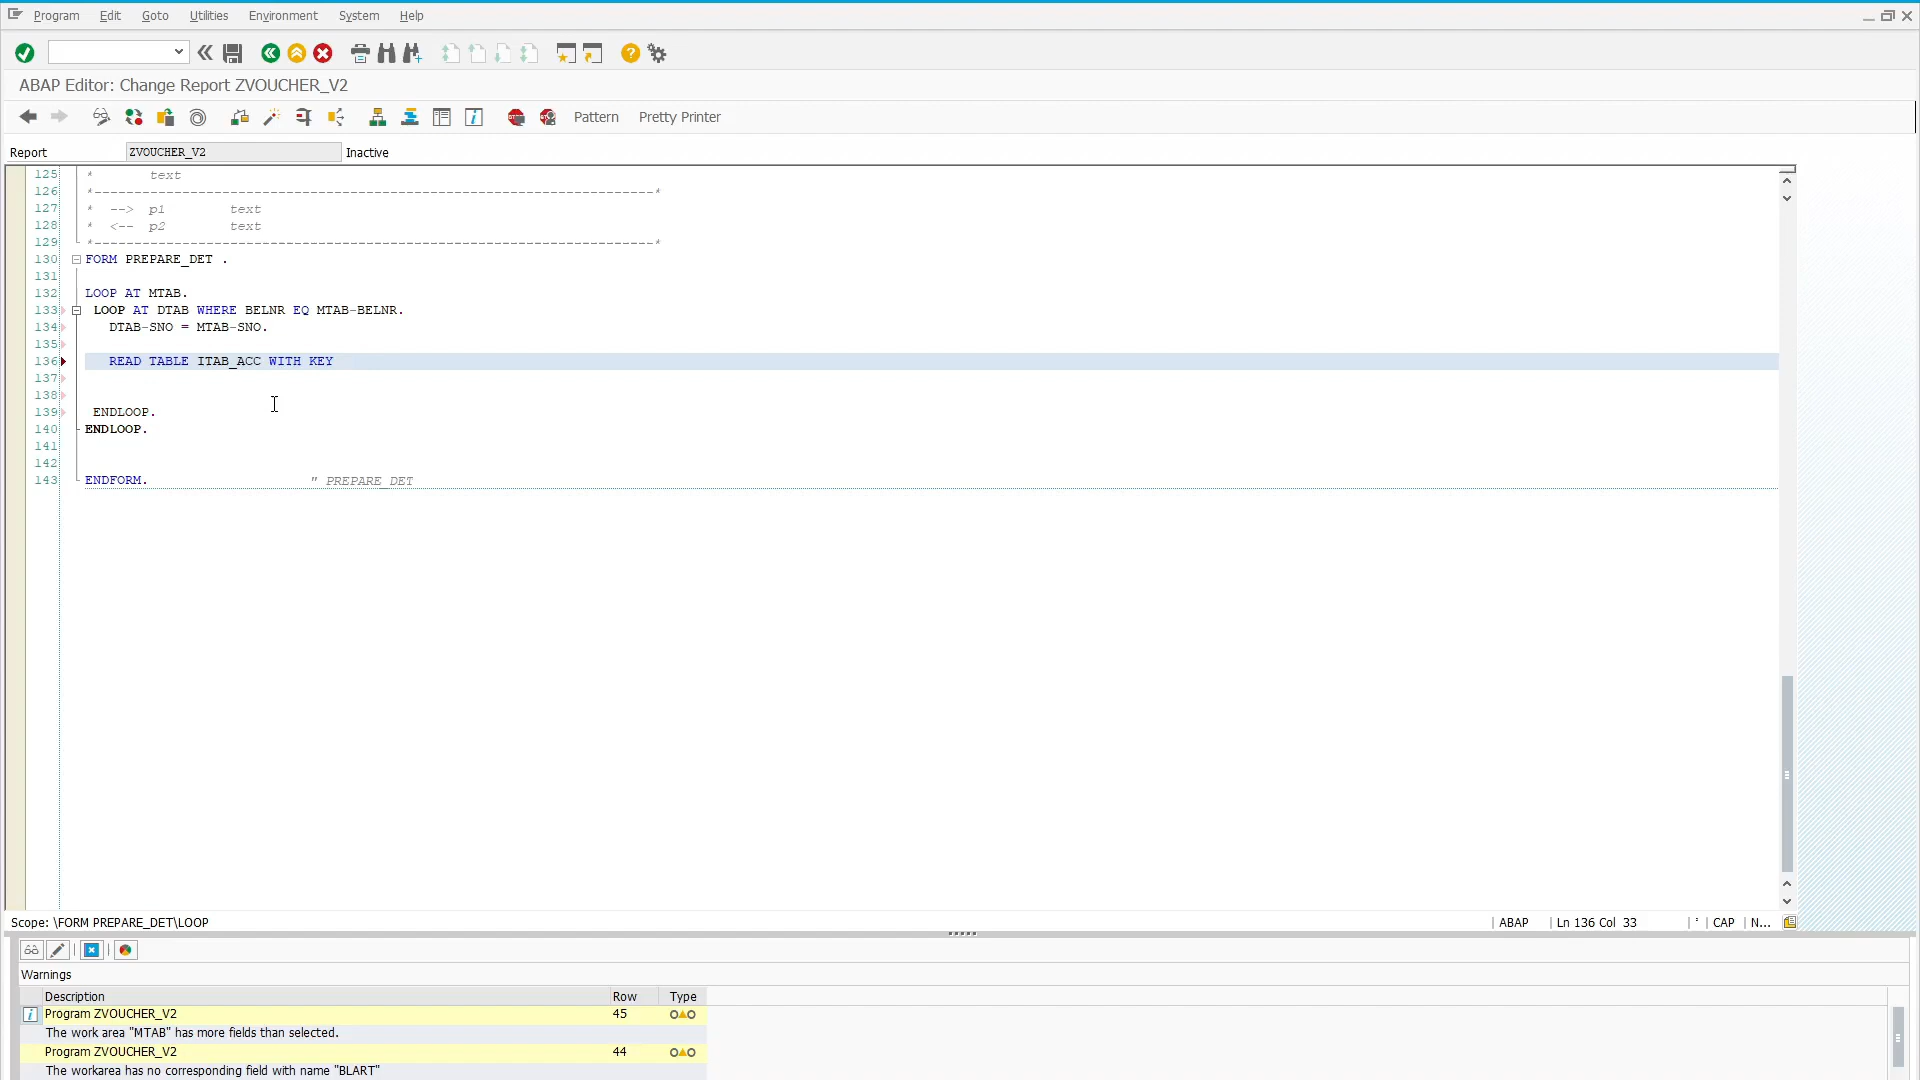 Program Edit Goto Utilities Environment System Help
ABAP Editor: Change Report ZVOUCHER_V2
Pattern Pretty Printer
Report ZVOUCHER_V2 Inactive
125 * text
126 *----------------------------------------------------------------------*
127 * --> p1 text
128 * <-- p2 text
129 *----------------------------------------------------------------------*
130 FORM PREPARE_DET .
131
132 LOOP AT MTAB.
133 LOOP AT DTAB WHERE BELNR EQ MTAB-BELNR.
134 DTAB-SNO = MTAB-SNO.
135
136 READ TABLE ITAB_ACC WITH KEY
137
138
139 ENDLOOP.
140 ENDLOOP.
141
142
143 ENDFORM. " PREPARE_DET
Scope: \FORM PREPARE_DET\LOOP ABAP Ln 136 Col 33 CAP N...
Warnings
Description Row Type
Program ZVOUCHER_V2 45
The work area "MTAB" has more fields than selected.
Program ZVOUCHER_V2 44
The workarea has no corresponding field with name "BLART"